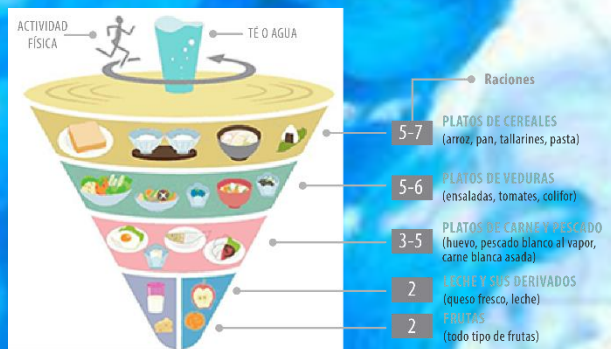 ACTIVIDAD
FÍSICA
TÉ O AGUA
Raciones
5-7
PLATOS DE CEREALES
(arroz, pan, tallarines, pasta)
5-6
PLATOS DE VEDURAS
(ensaladas, tomates, colifor)
3-5
PLATOS DE CARNE Y PESCADO
(huevo, pescado blanco al vapor,
carne blanca asada)
2
LECHE Y SUS DERIVADOS
(queso fresco, leche)
2
FRUTAS
(todo tipo de frutas)